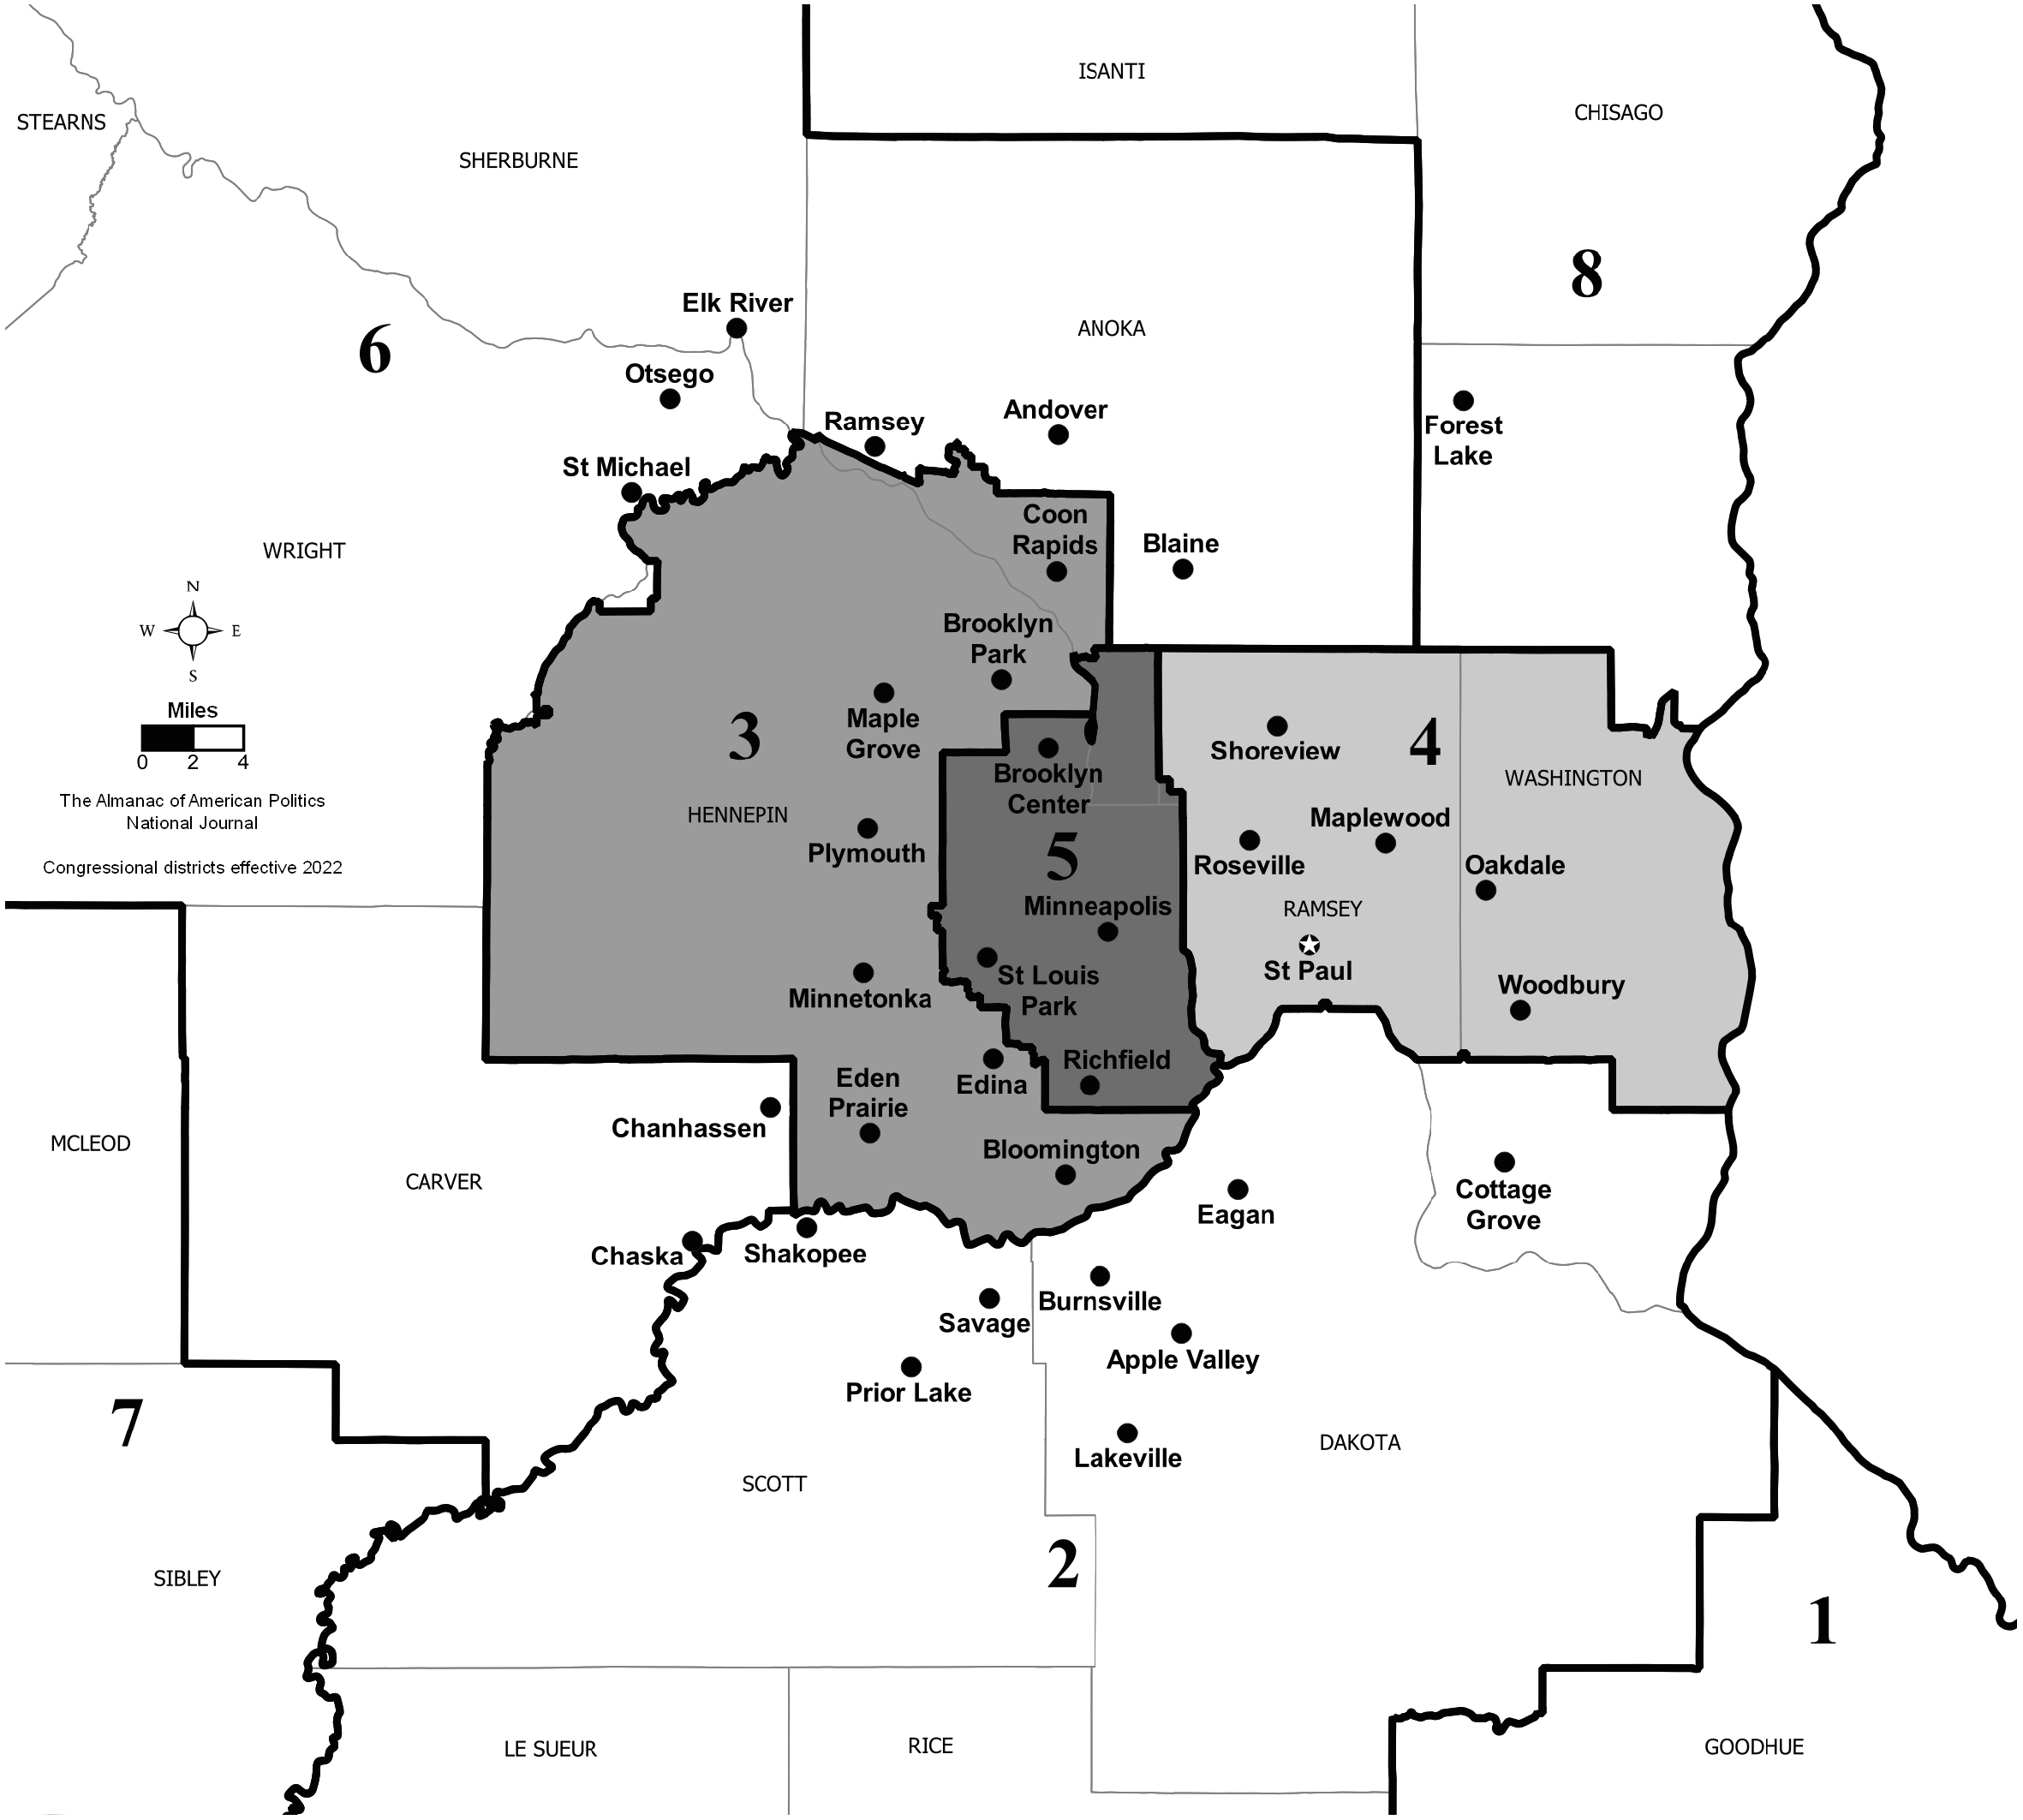 ISANTI
CHISAGO
STEARNS
SHERBURNE
8
Elk River
6
ANOKA
Otsego
Andover
Ramsey
Forest
Lake
St Michael
Coon
Rapids
Blaine
WRIGHT
N
W
E
S
Brooklyn
Park
Miles
0
2
4
Maple
Grove
3
Shoreview
4
Brooklyn
Center
WASHINGTON
The Almanac of American Politics
National Journal
HENNEPIN
Maplewood
Plymouth
5
Roseville
Oakdale
Congressional districts effective 2022
Minneapolis
RAMSEY
St Paul
St Louis
Park
Minnetonka
Woodbury
Richfield
Edina
Eden
Prairie
Chanhassen
MCLEOD
Bloomington
CARVER
Cottage
Grove
Eagan
Chaska
Shakopee
Burnsville
Savage
Apple Valley
Prior Lake
7
DAKOTA
Lakeville
SCOTT
2
SIBLEY
1
LE SUEUR
RICE
GOODHUE